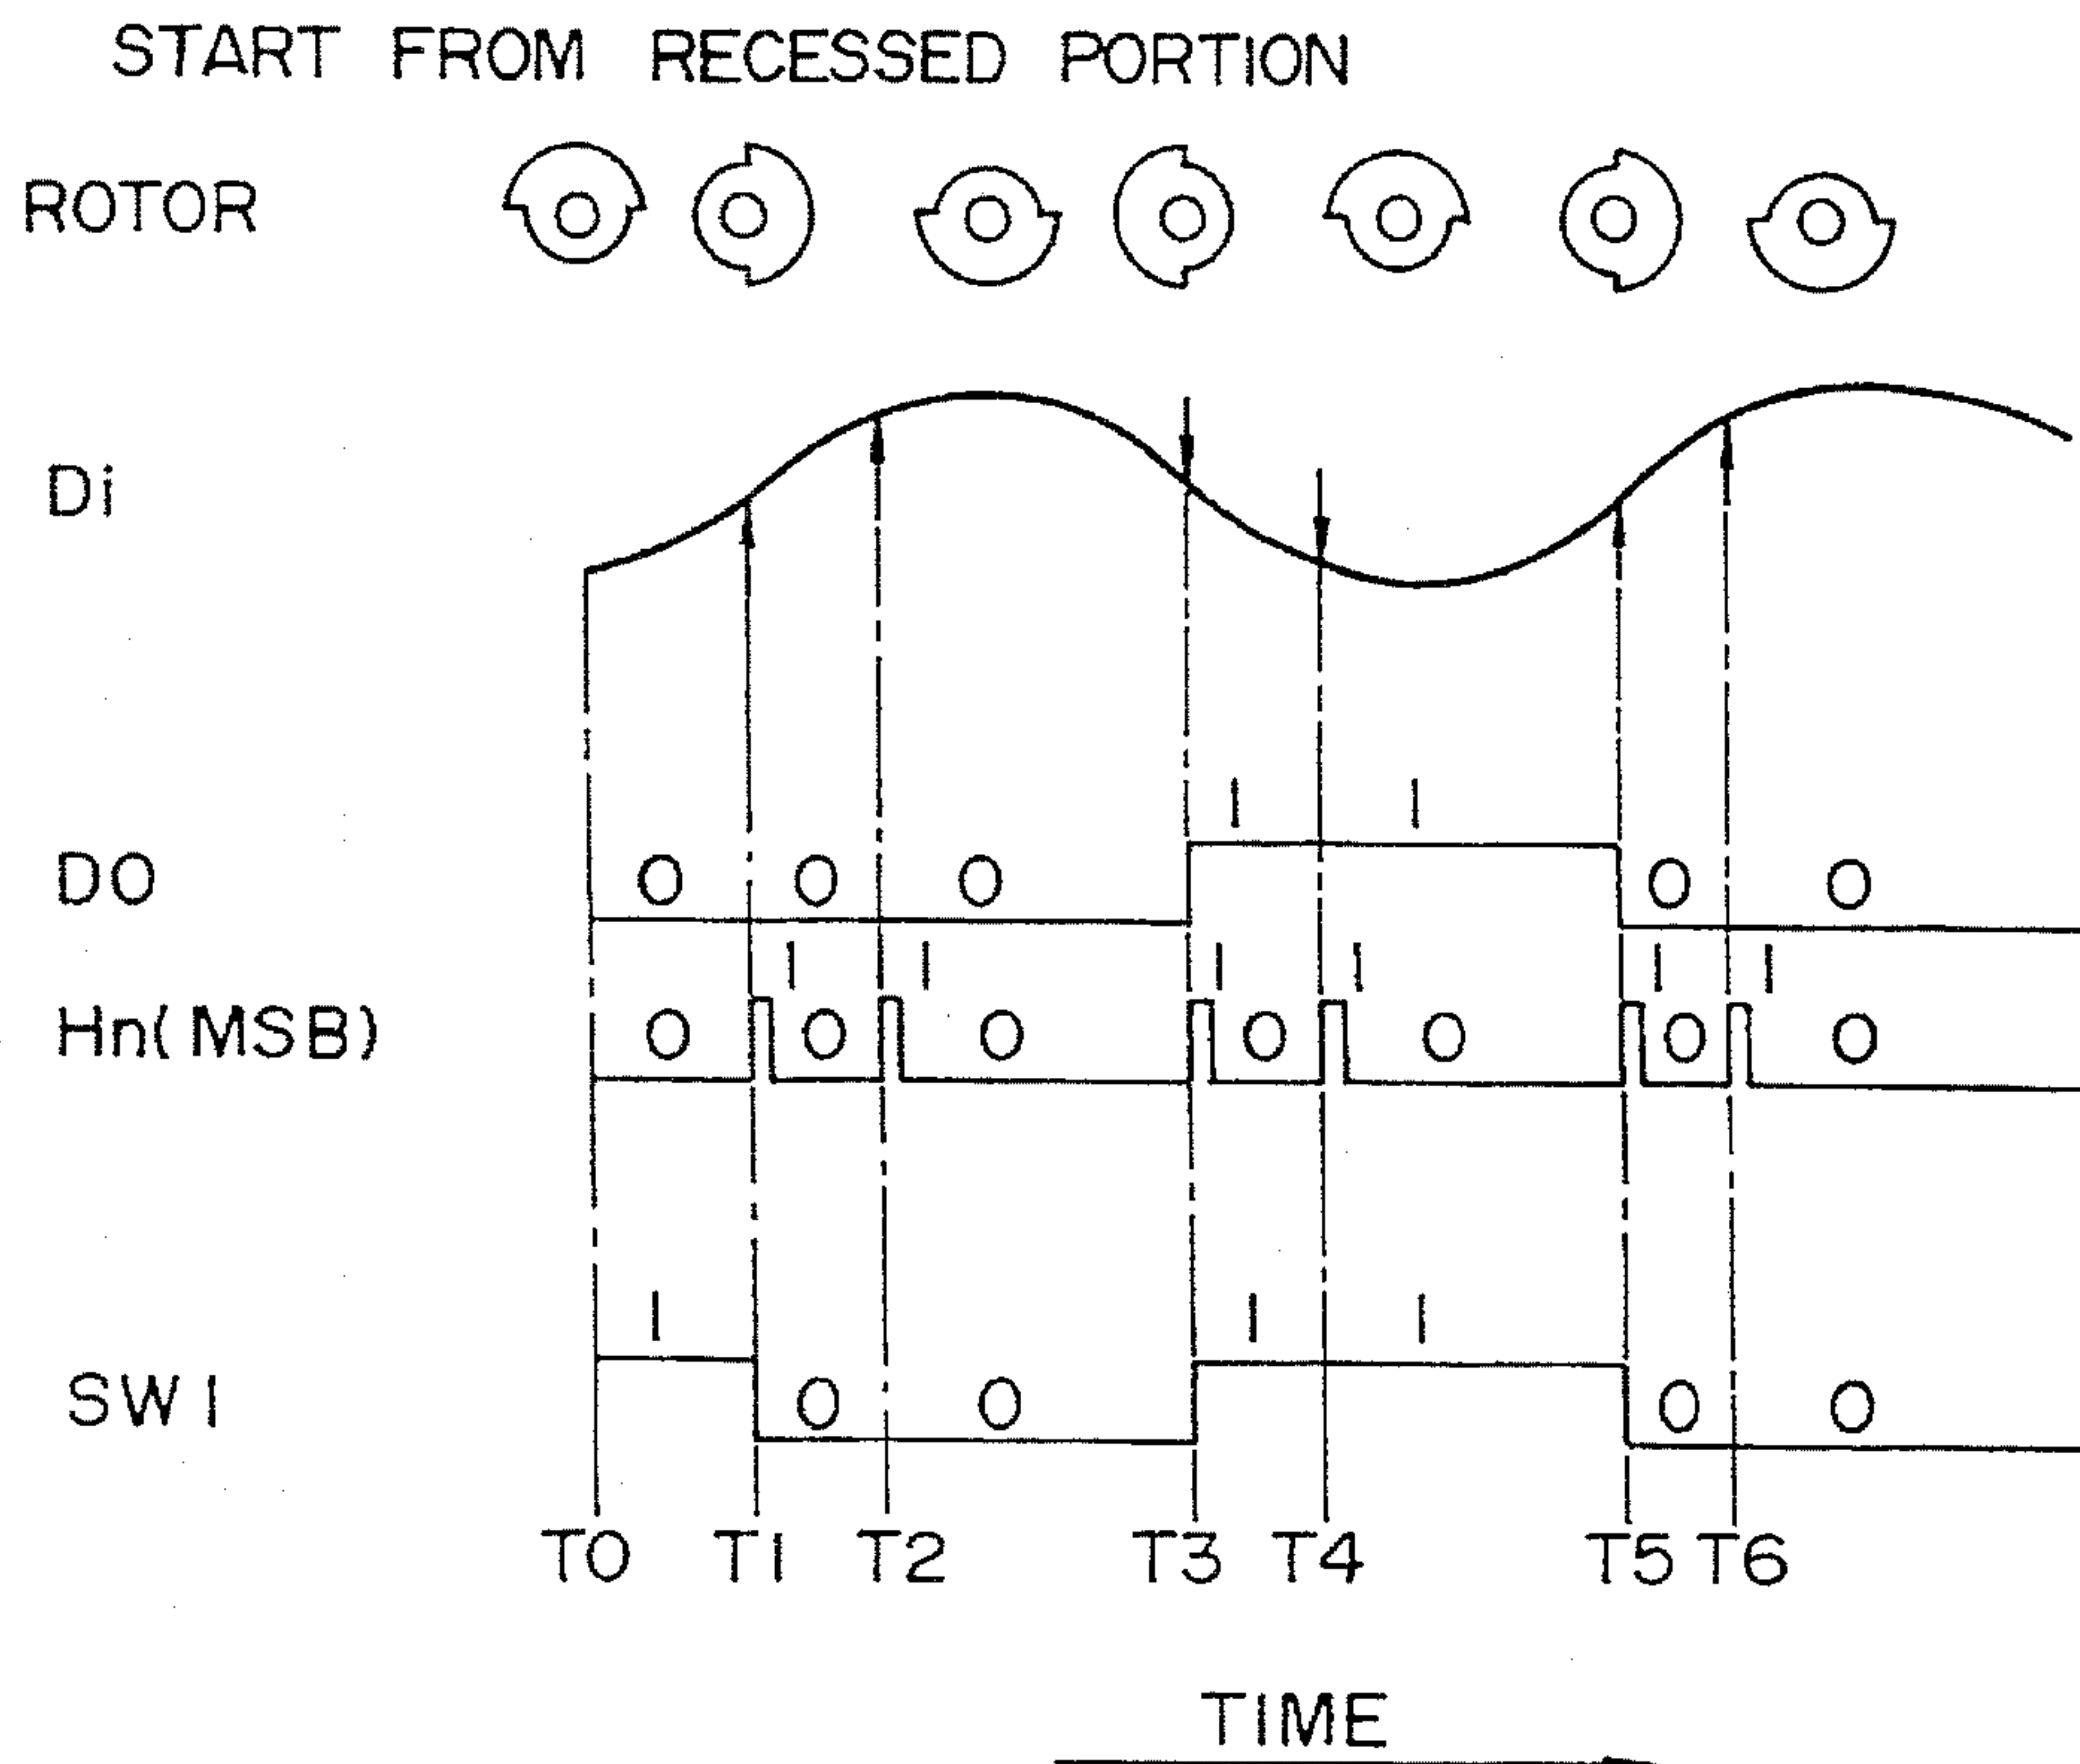 START FROM RECESSED PORTION
ROTOR
Di
1 1
DO 0 0 0 0 0
1 1 1 1 1 1
Hn(MSB) 0 0 0 0 0 0 0
1 1 1
SW1 0 0 0 0
T0 T1 T2 T3 T4 T5 T6
TIME